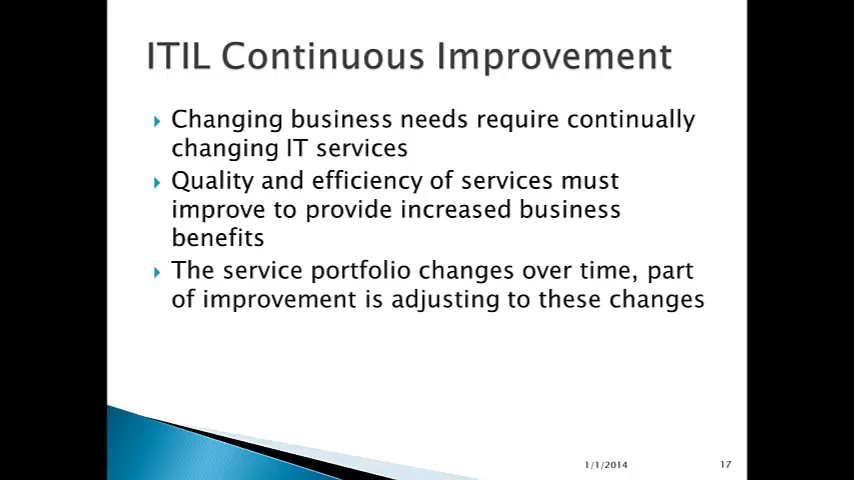 ITIL Continuous Improvement
Changing business needs require continually
changing IT services
Quality and efficiency of services must
improve to provide increased business
benefits
The service portfolio changes over time, part
of improvement is adjusting to these changes
1/1/2014
17